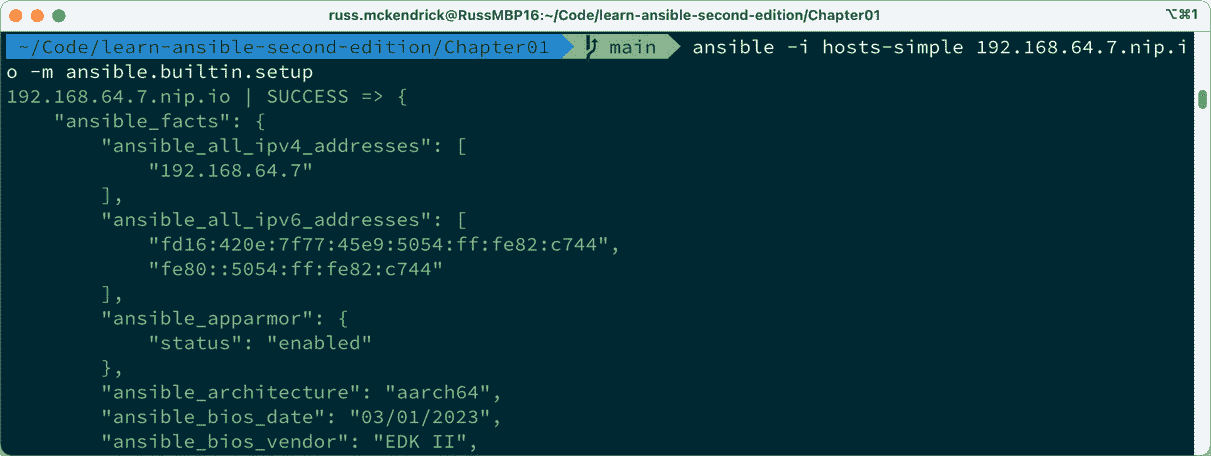 russ.mckendrick@RussMBP16:~/Code/learn-ansible-second-edition/Chapter01 ⌥⌘1
~/Code/learn-ansible-second-edition/Chapter01 main ansible -i hosts-simple 192.168.64.7.nip.i
o -m ansible.builtin.setup
192.168.64.7.nip.io | SUCCESS => {
    "ansible_facts": {
        "ansible_all_ipv4_addresses": [
            "192.168.64.7"
        ],
        "ansible_all_ipv6_addresses": [
            "fd16:420e:7f77:45e9:5054:ff:fe82:c744",
            "fe80::5054:ff:fe82:c744"
        ],
        "ansible_apparmor": {
            "status": "enabled"
        },
        "ansible_architecture": "aarch64",
        "ansible_bios_date": "03/01/2023",
        "ansible_bios_vendor": "EDK II",